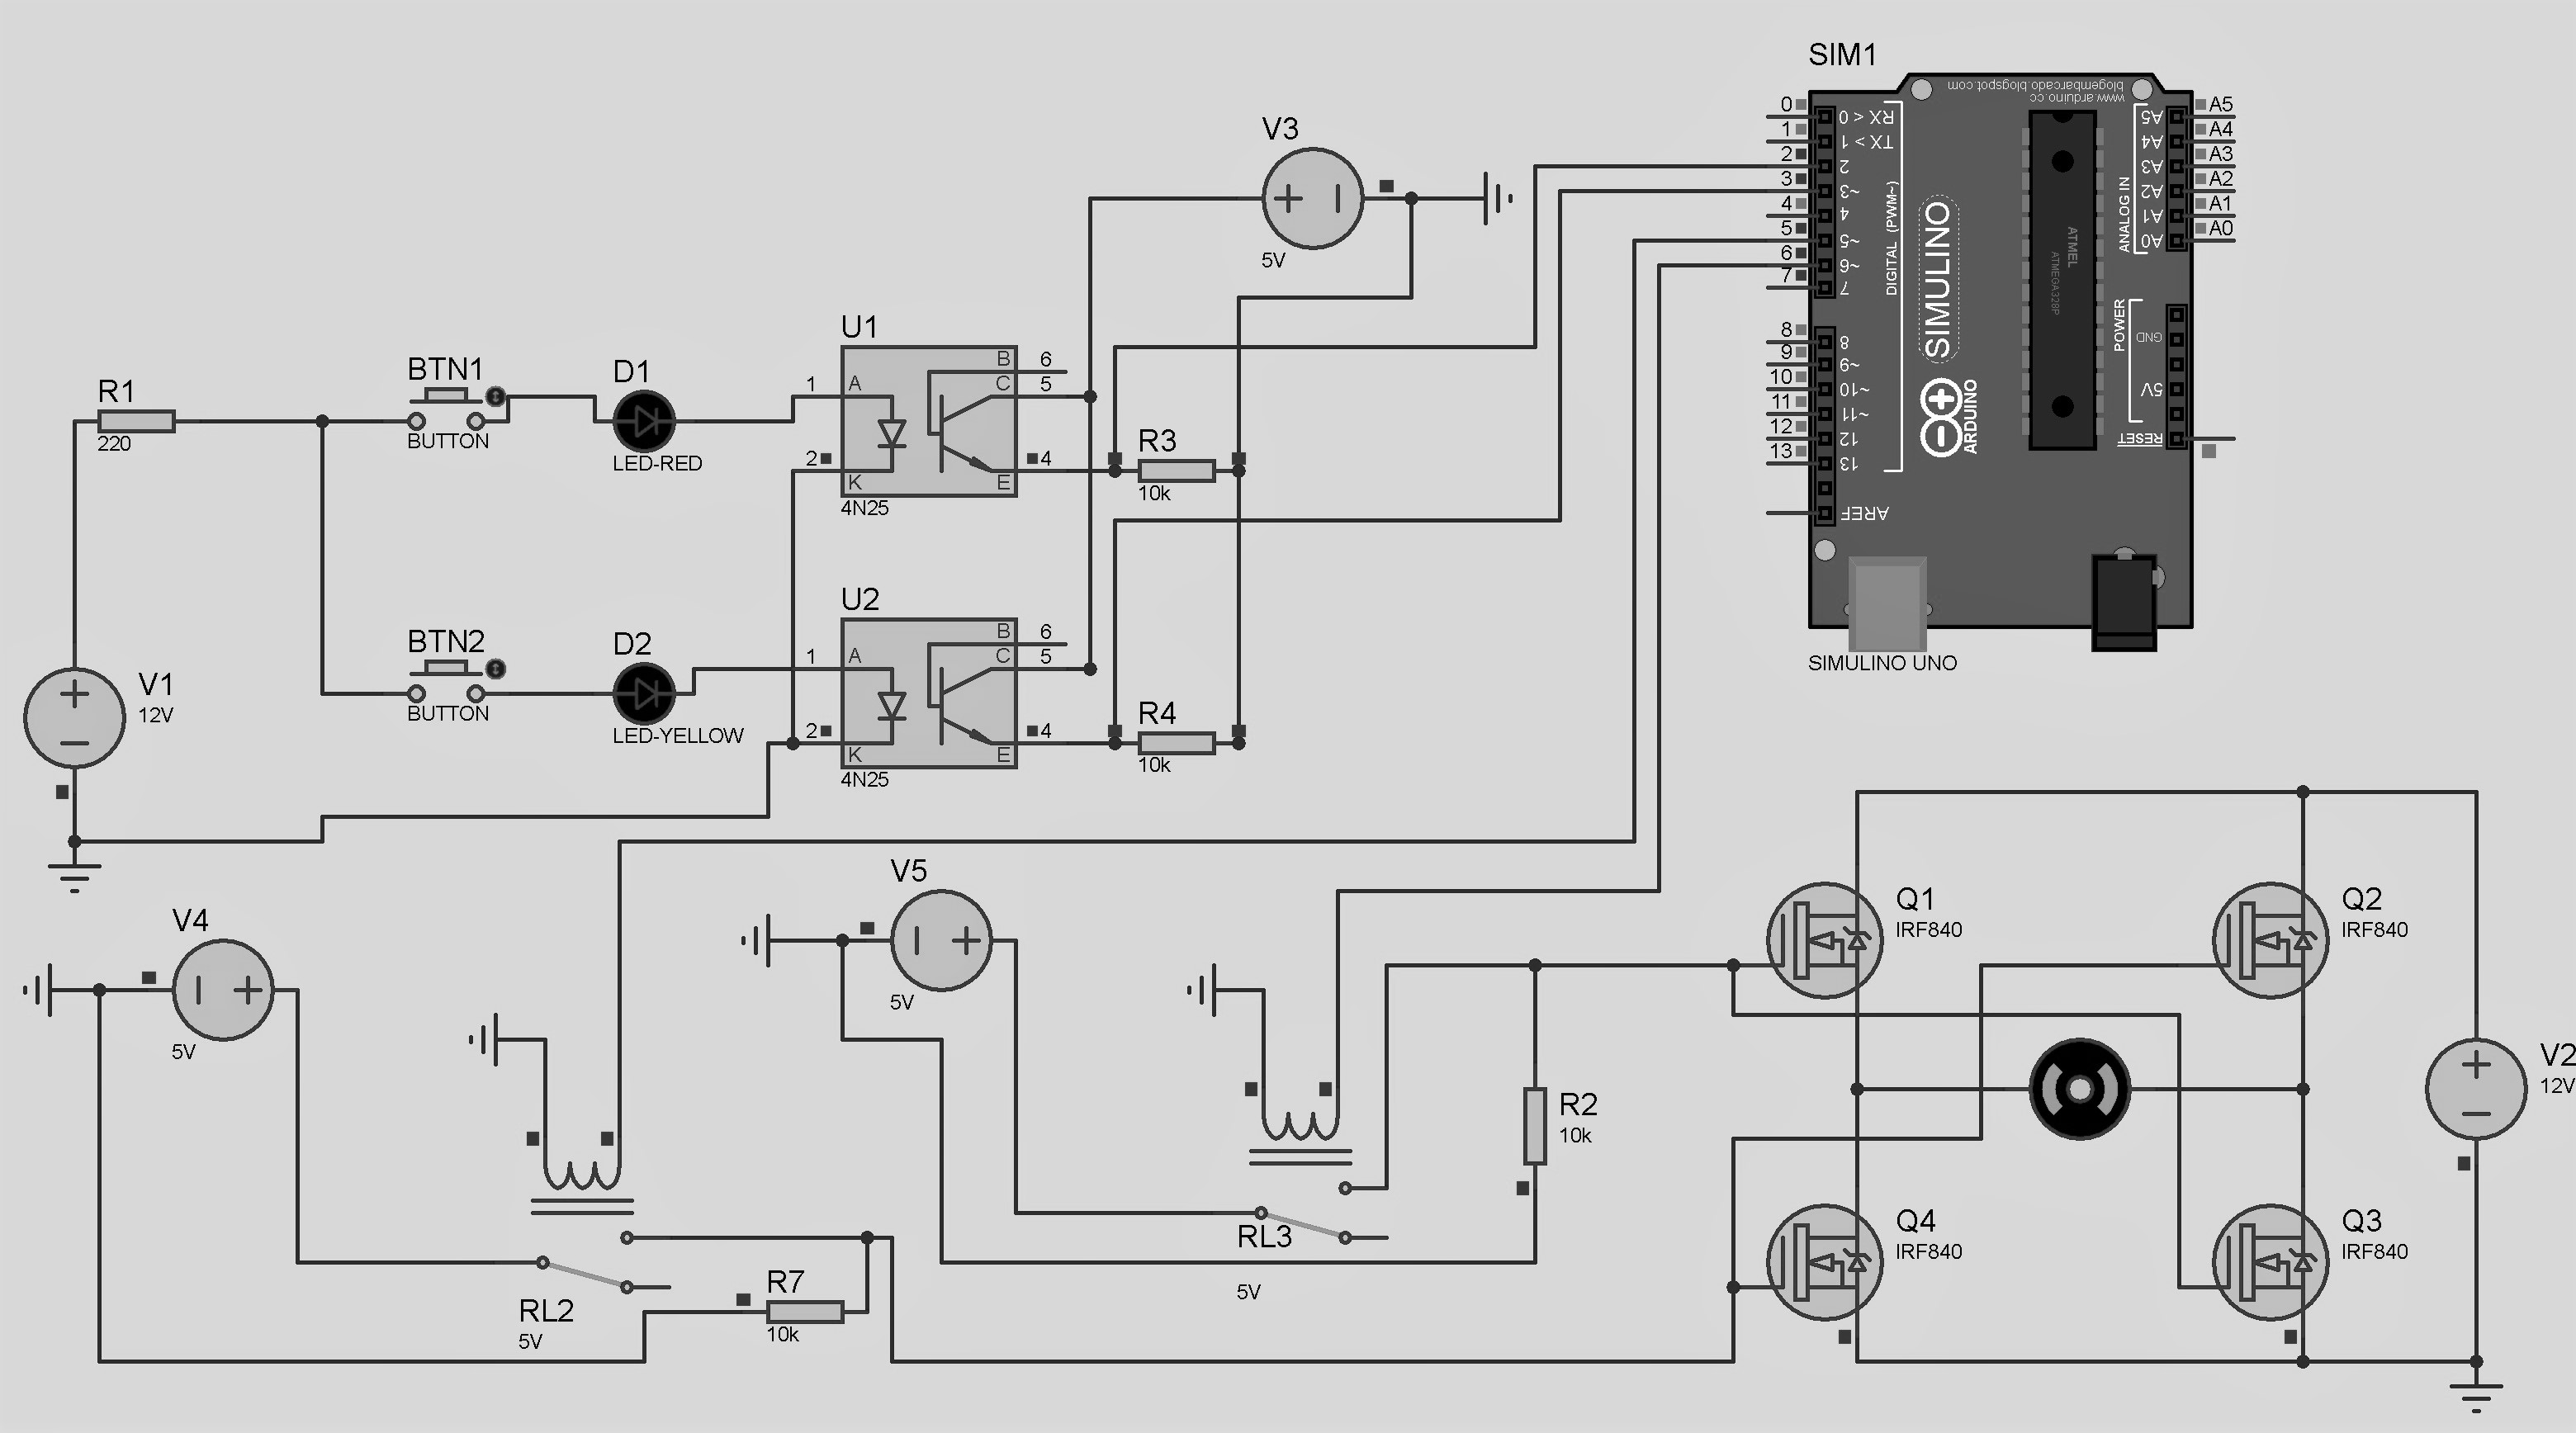 SIM1
www.arduino.cc
blogembarcado.blogspot.com
0
1
2
3
4
5
6
7
8
9
10
11
12
13
RX < 0
TX > 1
2
~3
4
~5
~6
7
8
~9
~10
~11
12
13
AREF
DIGITAL (PWM~)
SIMULINO
ARDUINO
ATMEL
ATMEGA328P
ANALOG IN
A5
A4
A3
A2
A1
A0
POWER
GND
5V
RESET
A5
A4
A3
A2
A1
A0
SIMULINO UNO
V3
5V
R1
220
BTN1
BUTTON
D1
LED-RED
U1
1
2
A
K
B
C
E
6
5
4
4N25
R3
10k
BTN2
BUTTON
D2
LED-YELLOW
U2
1
2
A
K
B
C
E
6
5
4
4N25
R4
10k
V1
12V
V4
5V
V5
5V
RL2
5V
R7
10k
RL3
5V
R2
10k
Q1
IRF840
Q2
IRF840
Q4
IRF840
Q3
IRF840
V2
12V